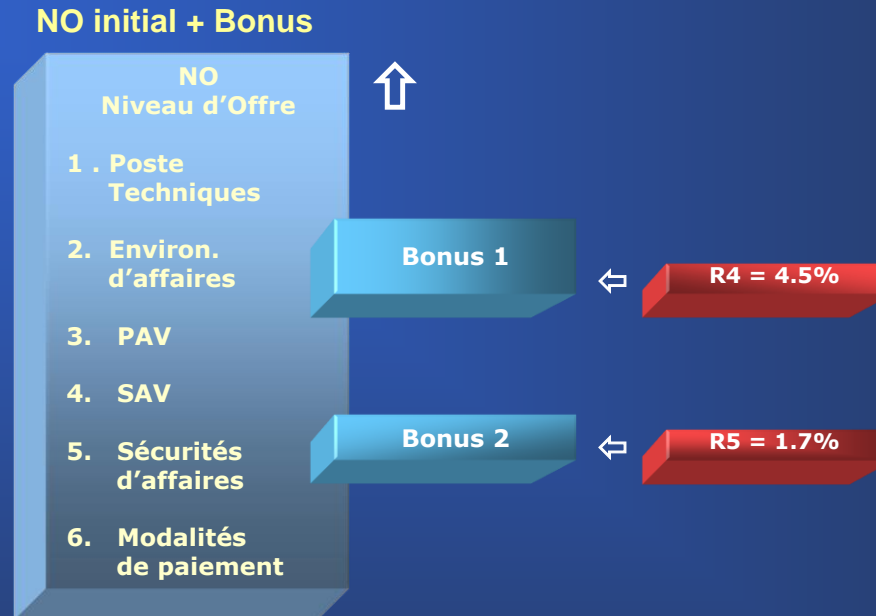 NO initial + Bonus
NO
Niveau d’Offre
1 . Poste
Techniques
2. Environ.
d’affaires
Bonus 1
R4 = 4.5%
3. PAV
4. SAV
5. Sécurités
d’affaires
Bonus 2
R5 = 1.7%
6. Modalités
de paiement